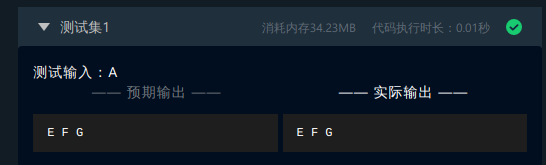 测试集1 消耗内存34.23MB 代码执行时长：0.01秒
测试输入：A
—— 预期输出 —— —— 实际输出 ——
E F G E F G